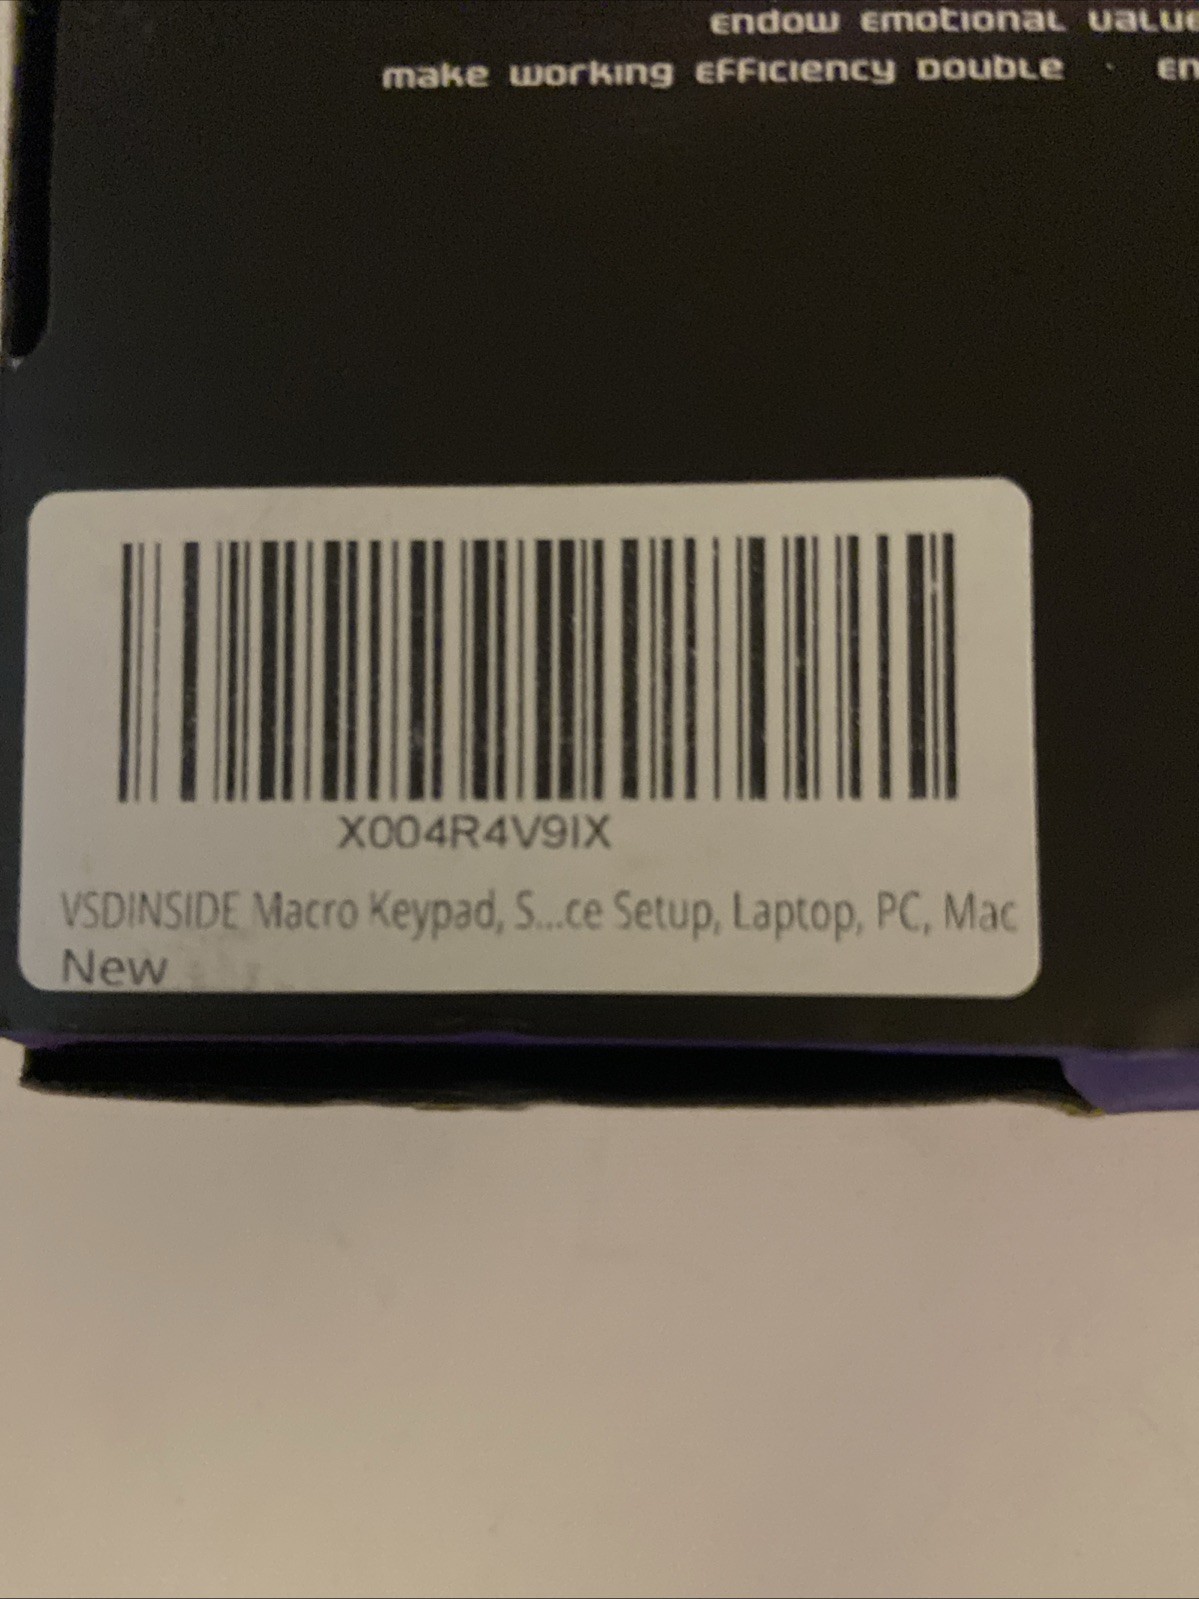 ENDOW EMOTIONAL VALUE
make working EFFICIENCY DOUBLE · EN
X004R4V9IX
VSDINSIDE Macro Keypad, S...ce Setup, Laptop, PC, Mac
New